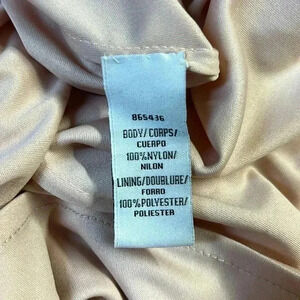 865436
BODY/CORPS/
CUERPO
100%NYLON/
NILON
LINING/DOUBLURE/
FORRO
100%POLYESTER/
POLIESTER